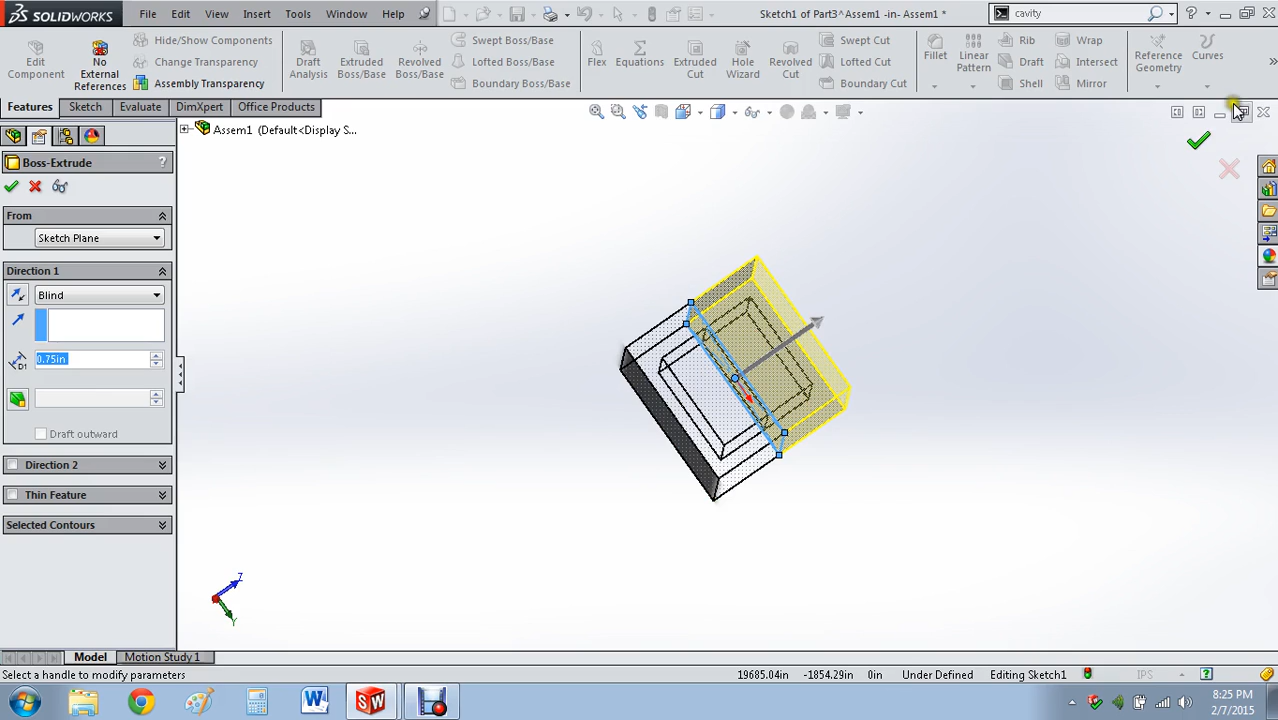 SOLIDWORKS File Edit View Insert Tools Window Help Sketch1 of Part3^Assem1 -in- Assem1 * cavity
Edit Component
No External References
Hide/Show Components
Change Transparency
Assembly Transparency
Draft Analysis
Extruded Boss/Base
Revolved Boss/Base
Swept Boss/Base
Lofted Boss/Base
Boundary Boss/Base
Flex
Equations
Extruded Cut
Hole Wizard
Revolved Cut
Swept Cut
Lofted Cut
Boundary Cut
Fillet
Linear Pattern
Rib
Draft
Shell
Wrap
Intersect
Mirror
Reference Geometry
Curves
Features Sketch Evaluate DimXpert Office Products
Assem1 (Default<Display S...
Boss-Extrude ?
From
Sketch Plane
Direction 1
Blind
D1 0.75in
Draft outward
Direction 2
Thin Feature
Selected Contours
Z
Y
Model Motion Study 1
Select a handle to modify parameters 19685.04in -1854.29in 0in Under Defined Editing Sketch1 IPS ?
8:25 PM
2/7/2015